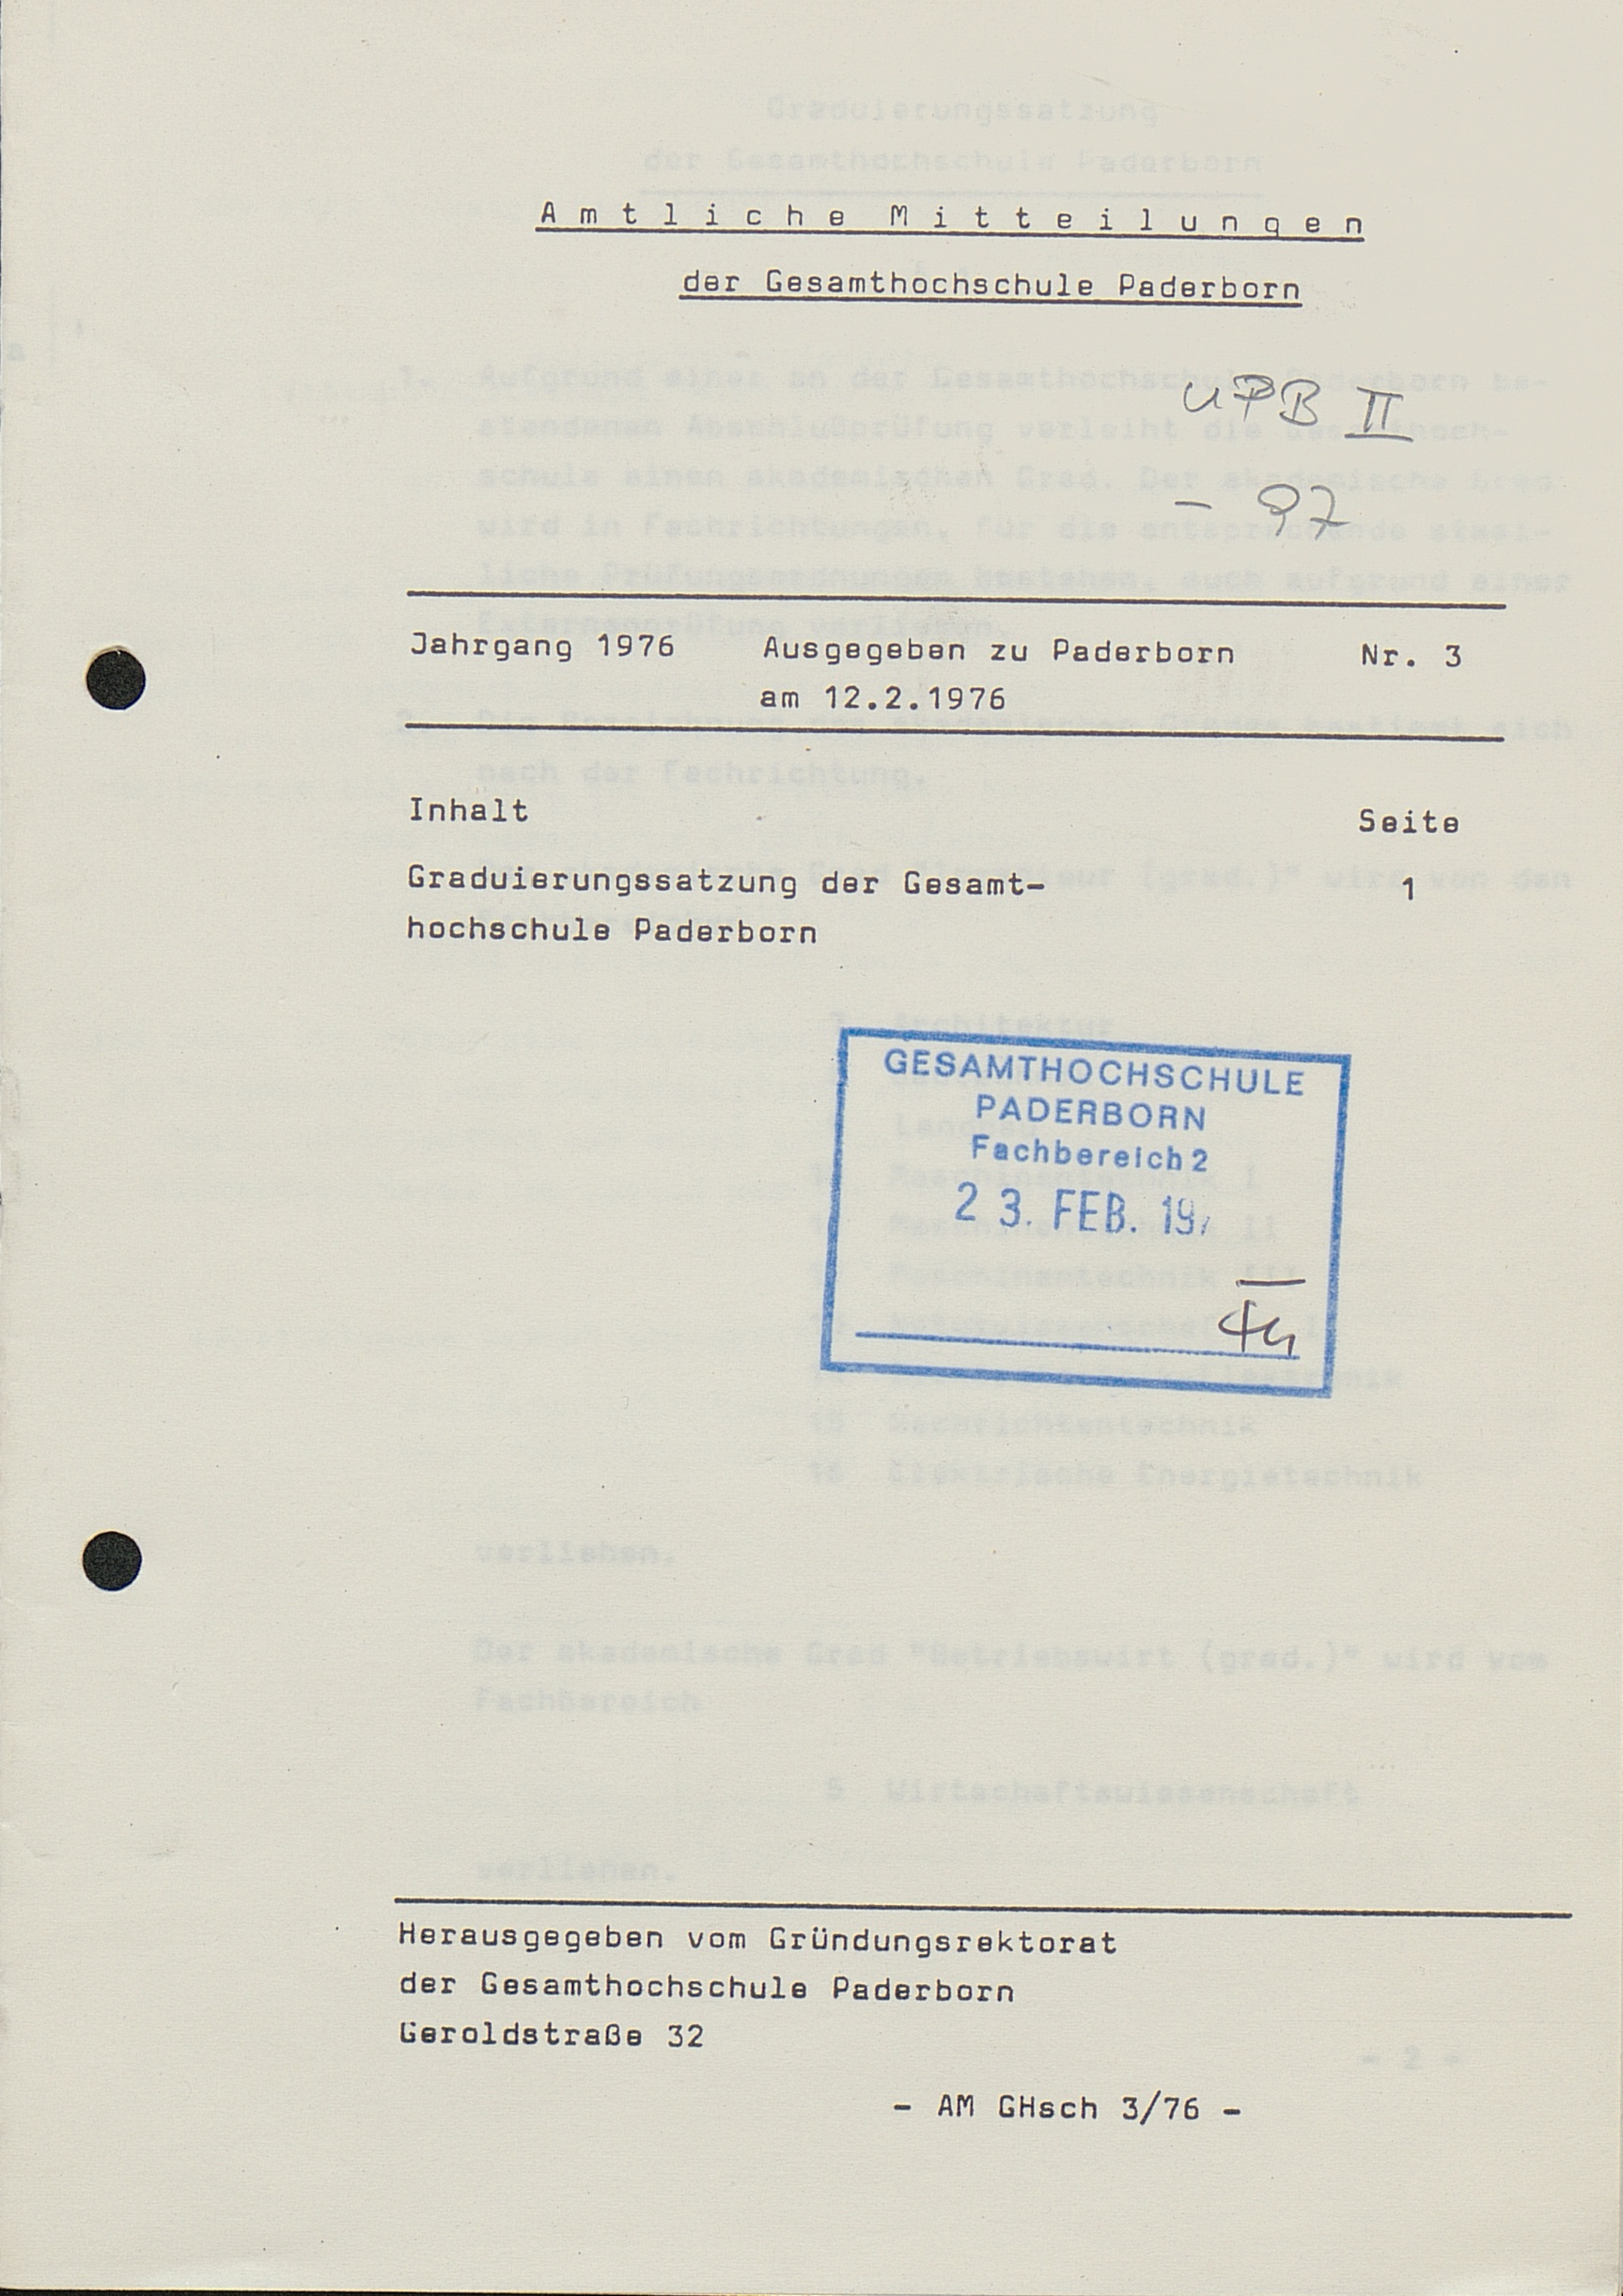 Amtliche Mitteilungen
der Gesamthochschule Paderborn
UPB II
- 97
Jahrgang 1976 Ausgegeben zu Paderborn Nr. 3
am 12.2.1976
Inhalt Seite
Graduierungssatzung der Gesamt- 1
hochschule Paderborn
GESAMTHOCHSCHULE
PADERBORN
Fachbereich 2
23. FEB. 19
Herausgegeben vom Gründungsrektorat
der Gesamthochschule Paderborn
Geroldstraße 32
- AM GHsch 3/76 -